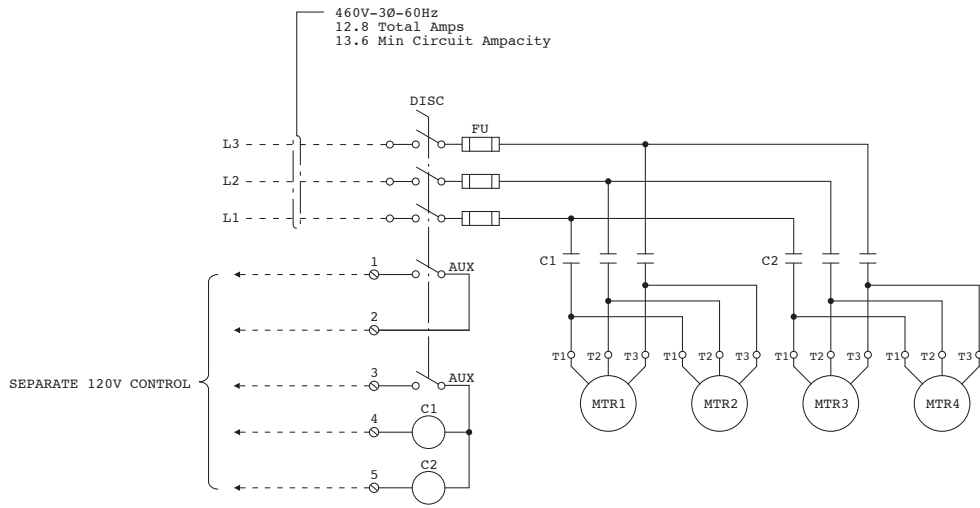 460V-3Ø-60Hz
12.8 Total Amps
13.6 Min Circuit Ampacity
DISC
FU
L3
L2
L1
1
AUX
C1
C2
2
SEPARATE 120V CONTROL
3
AUX
4
C1
5
C2
T1 T2 T3 T1 T2 T3 T1 T2 T3 T1 T2 T3
MTR1 MTR2 MTR3 MTR4